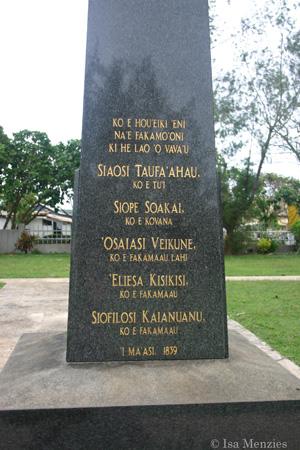 KO E HOU'EIKI 'ENI
NA'E FAKAMO'ONI
KI HE LAO 'O VAVA'U
SIAOSI TAUFA'AHAU,
KO E TU'I
SIOPE SOAKAI,
KO E KOVANA
'OSAIASI VEIKUNE,
KO E FAKAMAAU LAHI
'ELIESA KISIKISI,
KO E FAKAMAAU
SIOFILOSI KAIANUANU,
KO E FAKAMAAU
'I MA'ASI, 1839
© Isa Menzies